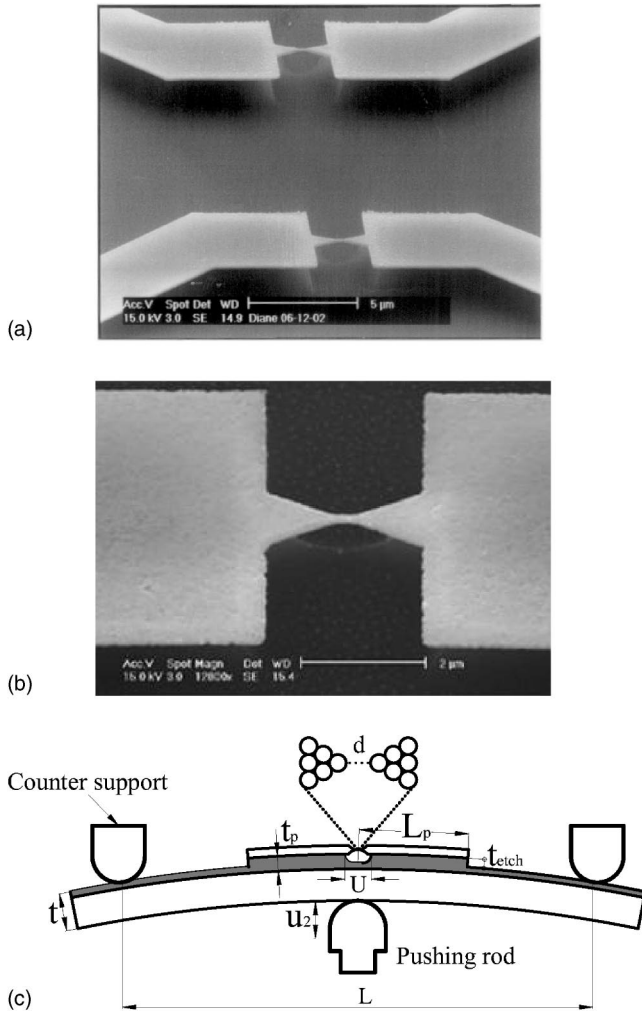 Acc.V Spot Det WD 5 µm
15.0 kV 3.0 SE 14.9 Diane 06-12-02
(a)
Acc.V Spot Magn Det WD 2 µm
15.0 kV 3.0 12800x SE 15.4
(b)
d
Counter support
tp
Lp
tetch
U
t
u2
Pushing rod
L
(c)